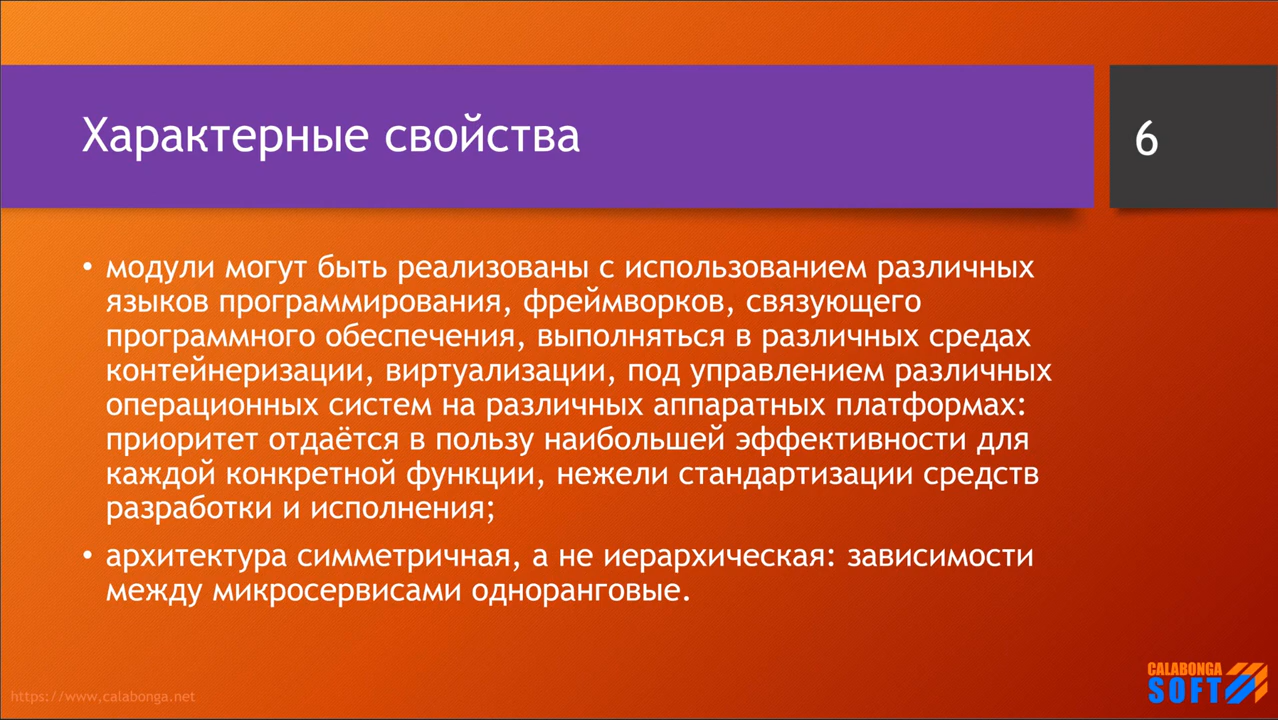 Характерные свойства
6
• модули могут быть реализованы с использованием различных
языков программирования, фреймворков, связующего
программного обеспечения, выполняться в различных средах
контейнеризации, виртуализации, под управлением различных
операционных систем на различных аппаратных платформах:
приоритет отдаётся в пользу наибольшей эффективности для
каждой конкретной функции, нежели стандартизации средств
разработки и исполнения;
• архитектура симметричная, а не иерархическая: зависимости
между микросервисами одноранговые.
https://www.calabonga.net
CALABONGA
SOFT